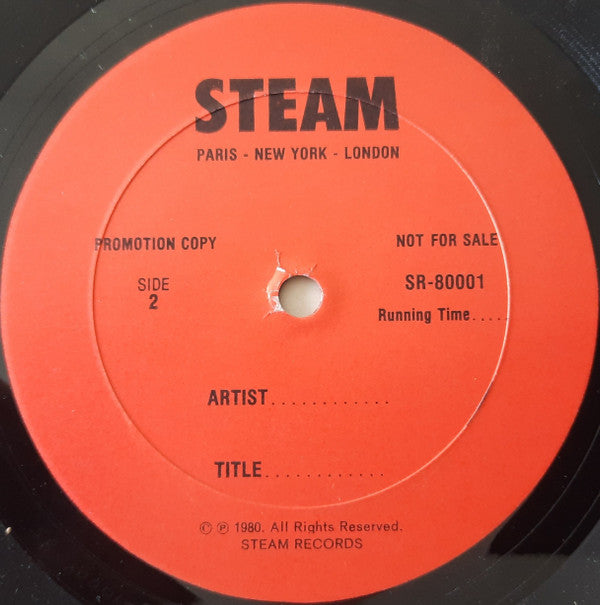 STEAM
PARIS - NEW YORK - LONDON
PROMOTION COPY NOT FOR SALE
SIDE SR-80001
2
Running Time.....
ARTIST............
TITLE............
© ℗ 1980. All Rights Reserved.
STEAM RECORDS